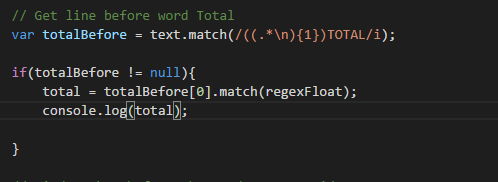 // Get line before word Total
var totalBefore = text.match(/((.*\n){1})TOTAL/i);
if(totalBefore != null){
total = totalBefore[0].match(regexFloat);
console.log(total);
}